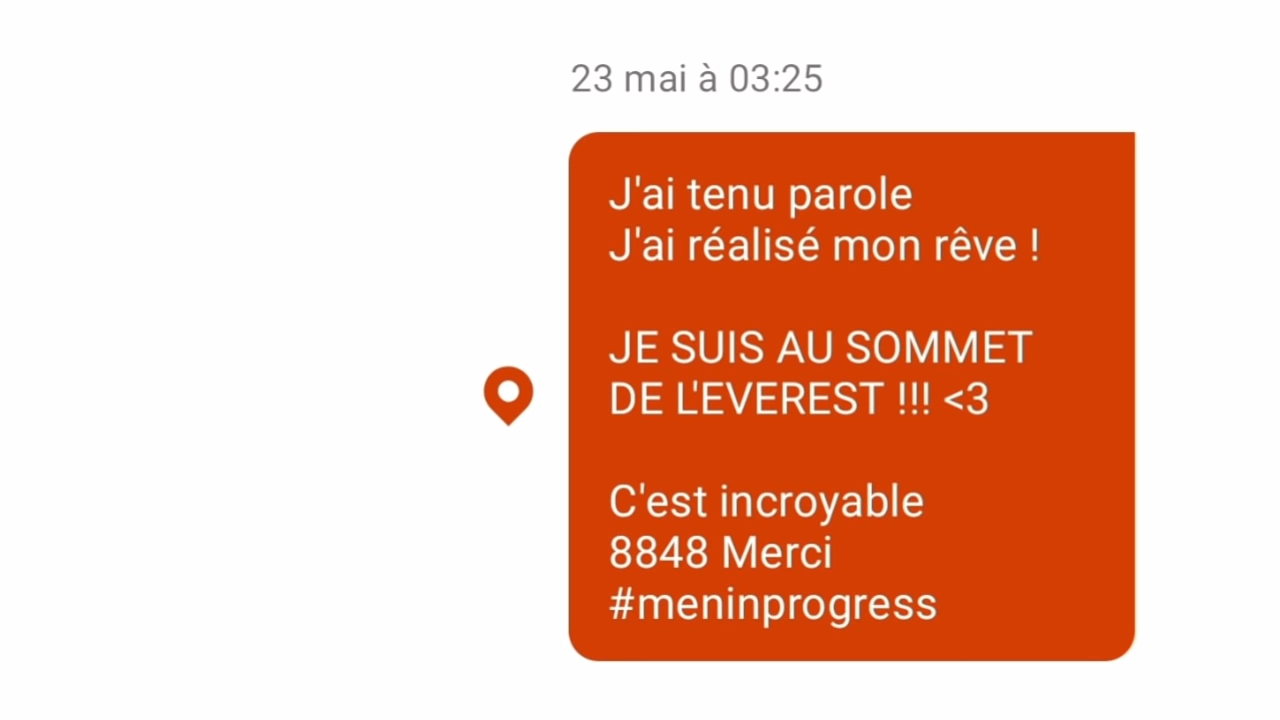 23 mai à 03:25
J'ai tenu parole
J'ai réalisé mon rêve !
JE SUIS AU SOMMET
DE L'EVEREST !!! <3
C'est incroyable
8848 Merci
#meninprogress